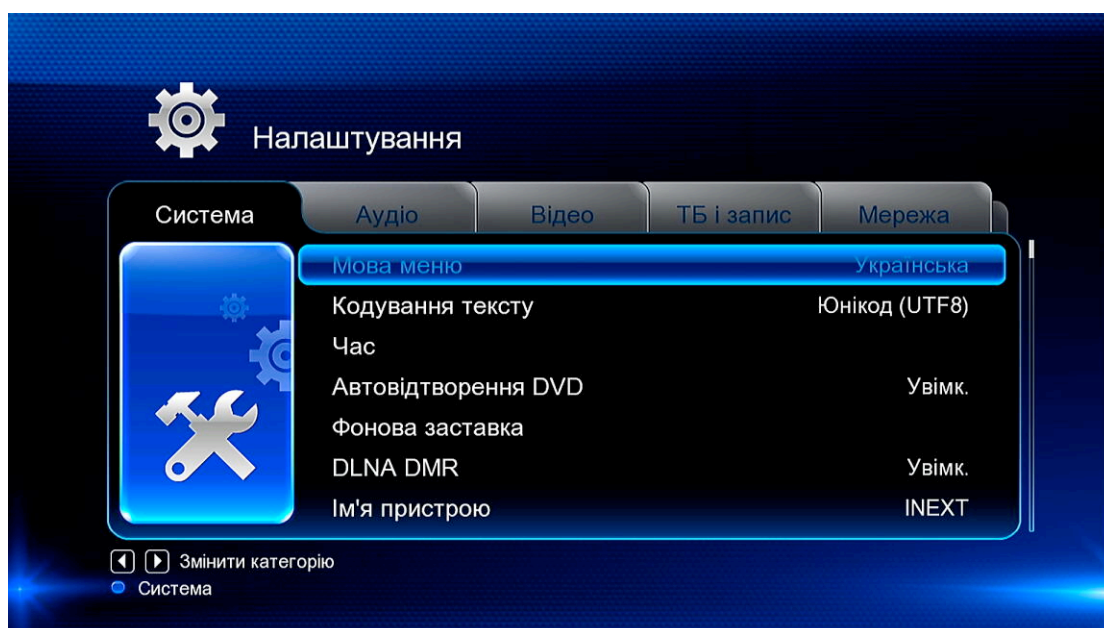 Налаштування
Система Аудіо Відео ТБ і запис Мережа
Мова меню Українська
Кодування тексту Юнікод (UTF8)
Час
Автовідтворення DVD Увімк.
Фонова заставка
DLNA DMR Увімк.
Ім'я пристрою INEXT
Змінити категорію
Система